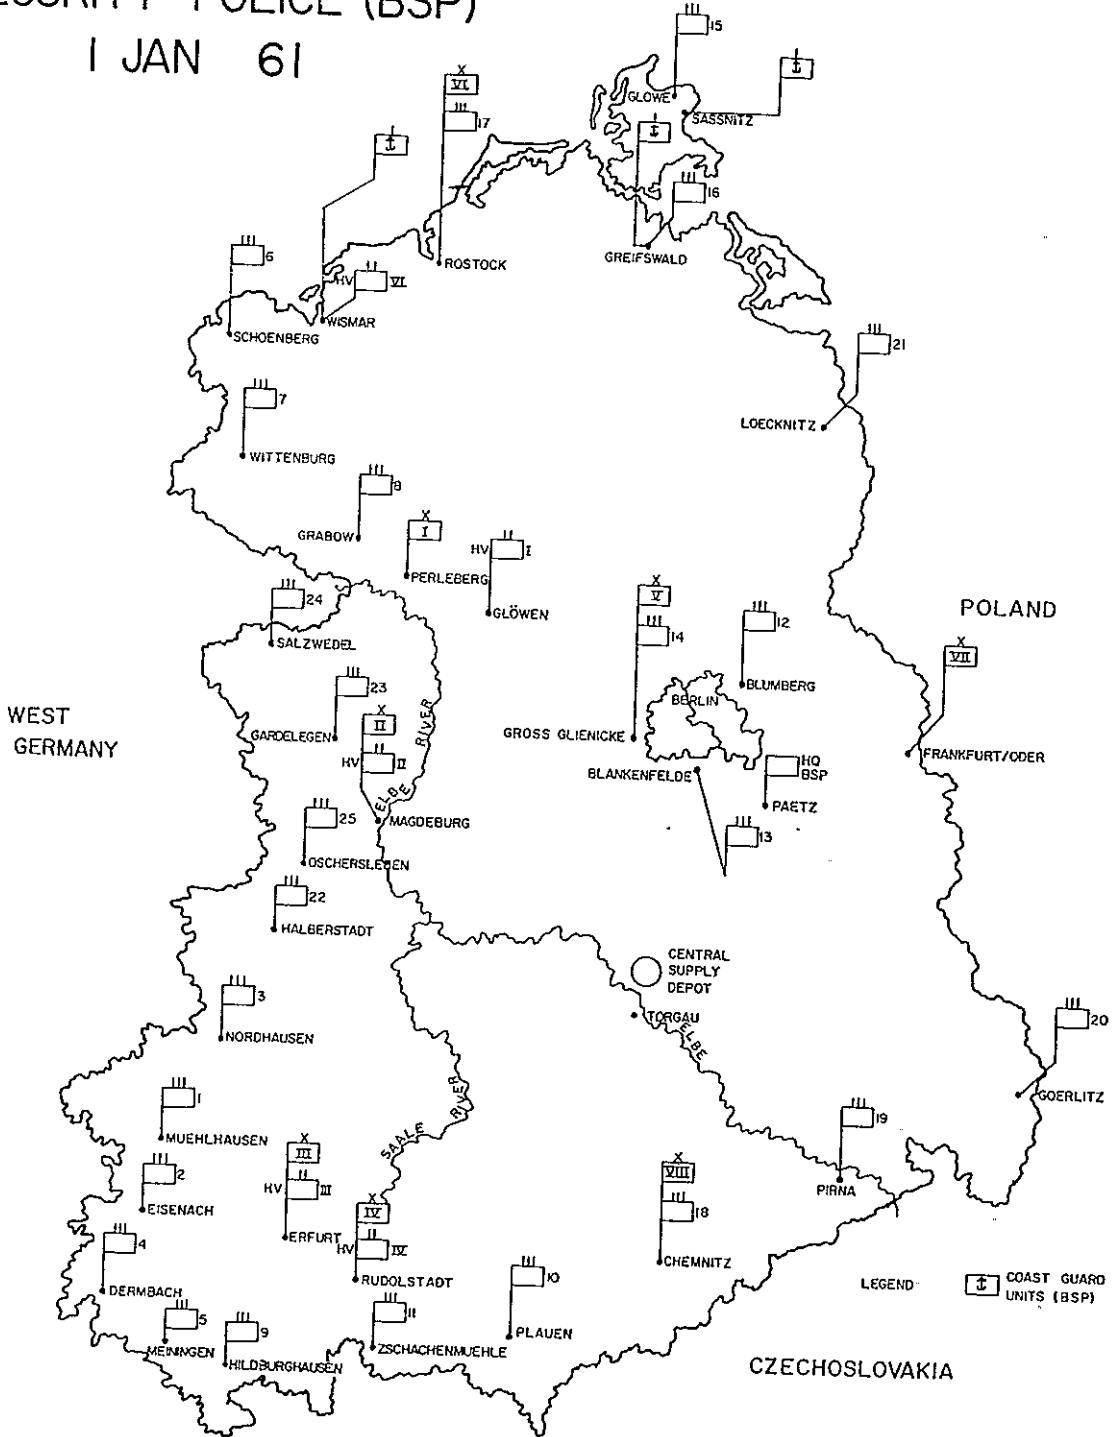 POLICE (BSP)
1 JAN 61
15
GLOWE
SASSNITZ
X
VI
17
ROSTOCK
16
GREIFSWALD
6
SCHOENBERG
HV
VI
WISMAR
21
LOECKNITZ
7
WITTENBURG
8
GRABOW
X
I
PERLEBERG
HV
I
GLÖWEN
24
SALZWEDEL
X
V
14
GROSS GLIENICKE
12
BLUMBERG
BERLIN
POLAND
X
VII
FRANKFURT/ODER
WEST
GERMANY
23
GARDELEGEN
X
II
HV
II
ELBE RIVER
MAGDEBURG
BLANKENFELDE
HQ
BSP
PAETZ
13
25
OSCHERSLEBEN
22
HALBERSTADT
CENTRAL
SUPPLY
DEPOT
TORGAU
ELBE
3
NORDHAUSEN
20
GOERLITZ
1
MUEHLHAUSEN
SAALE RIVER
19
PIRNA
2
EISENACH
X
III
HV
III
ERFURT
X
IV
HV
IV
RUDOLSTADT
X
VIII
18
CHEMNITZ
4
DERMBACH
5
MEININGEN
9
HILDBURGHAUSEN
11
ZSCHACHENMUEHLE
10
PLAUEN
LEGEND
COAST GUARD
UNITS (BSP)
CZECHOSLOVAKIA